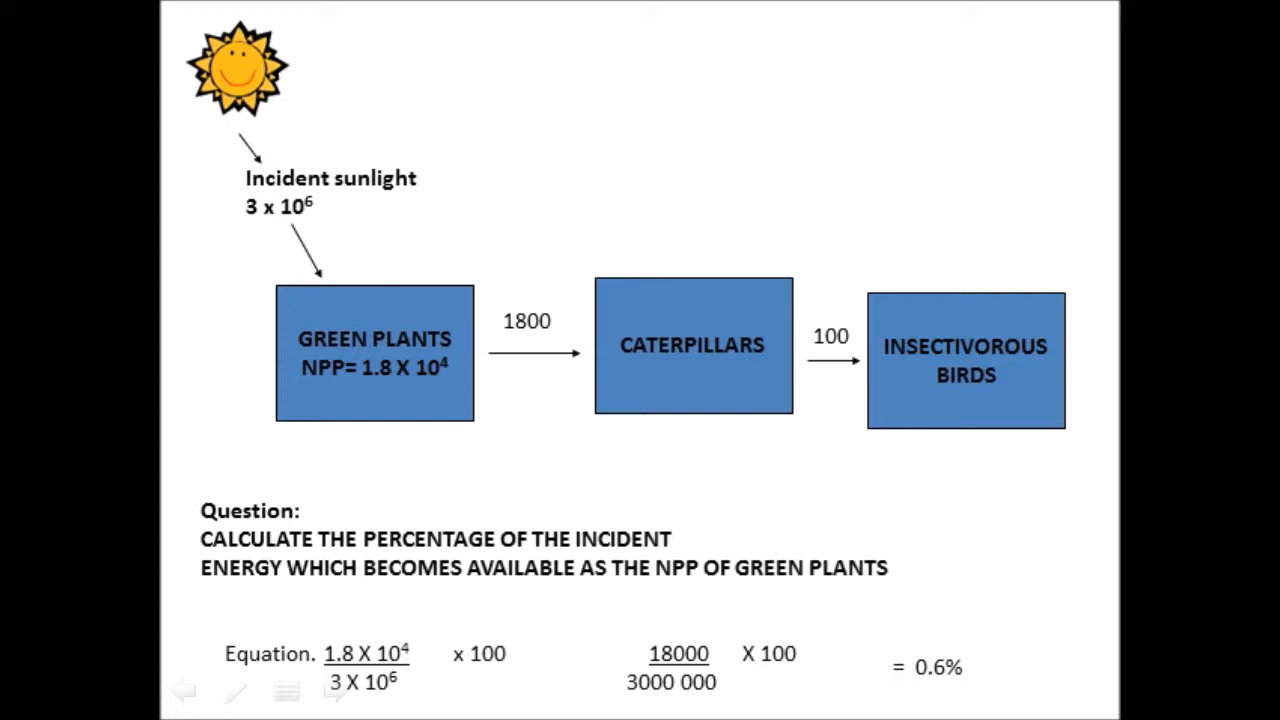 Incident sunlight
3 x 10⁶
GREEN PLANTS
NPP= 1.8 X 10⁴
1800
CATERPILLARS
100
INSECTIVOROUS
BIRDS
Question:
CALCULATE THE PERCENTAGE OF THE INCIDENT
ENERGY WHICH BECOMES AVAILABLE AS THE NPP OF GREEN PLANTS
Equation. 1.8 X 10⁴ x 100 18000 X 100
3 X 10⁶ 3000 000 = 0.6%